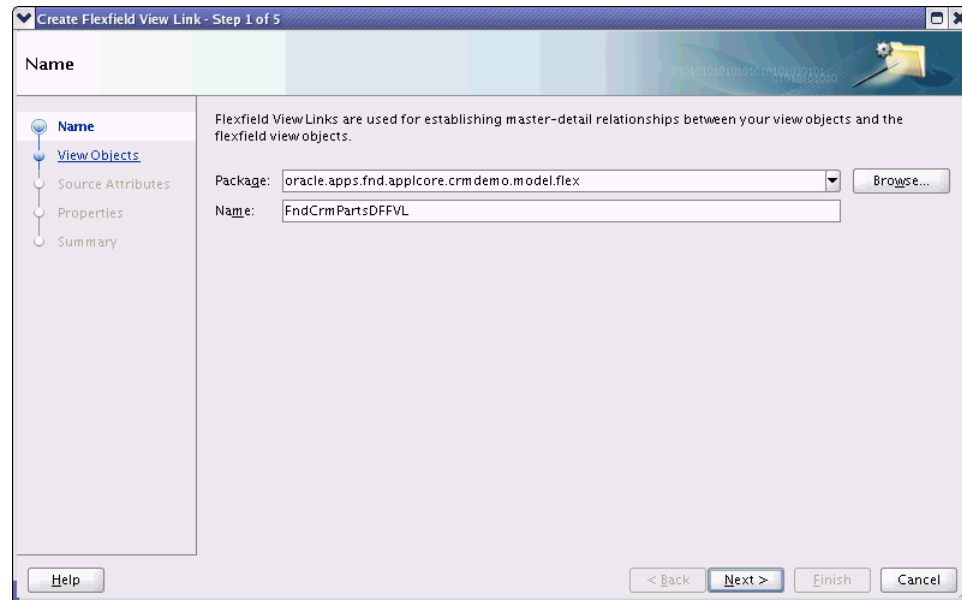 Create Flexfield View Link - Step 1 of 5
Name
Name
View Objects
Source Attributes
Properties
Summary
Flexfield View Links are used for establishing master-detail relationships between your view objects and the
flexfield view objects.
Package: oracle.apps.fnd.applcore.crmdemo.model.flex Browse...
Name: FndCrmPartsDFFVL
Help < Back Next > Finish Cancel